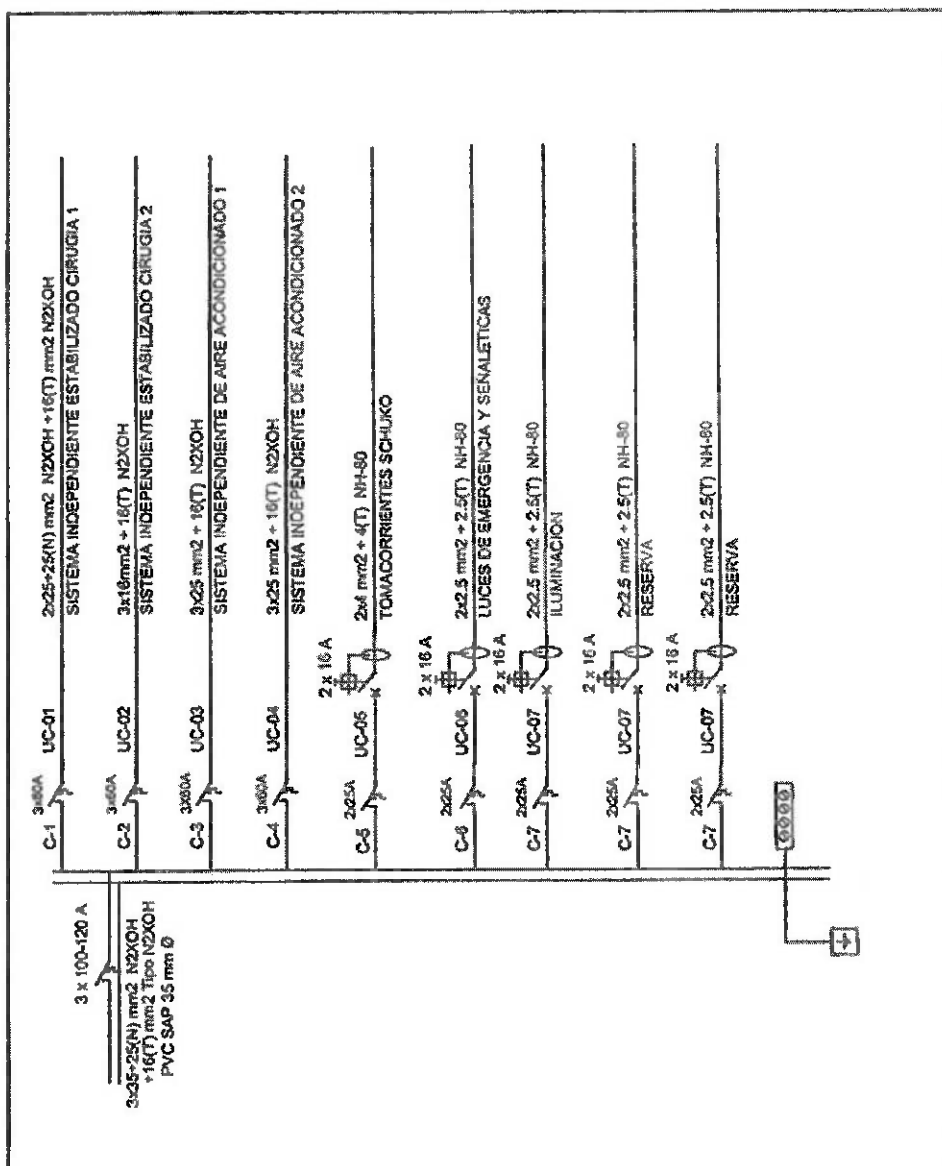 3 x 100-120 A
3x35+25(N) mm2 N2XOH
+16(T) mm2 Tipo N2XOH
PVC SAP 35 mm Ø
C-1 3x60A UC-01 2x25+25(N) mm2 N2XOH +16(T) mm2 N2XOH
SISTEMA INDEPENDIENTE ESTABILIZADO CIRUGIA 1
C-2 3x60A UC-02 3x16mm2 + 16(T) N2XOH
SISTEMA INDEPENDIENTE ESTABILIZADO CIRUGIA 2
C-3 3X60A UC-03 3x25 mm2 + 16(T) N2XOH
SISTEMA INDEPENDIENTE DE AIRE ACONDICIONADO 1
C-4 3X60A UC-04 3x25 mm2 + 16(T) N2XOH
SISTEMA INDEPENDIENTE DE AIRE ACONDICIONADO 2
C-5 2x25A UC-05 2 x 16 A 2x4 mm2 + 4(T) NH-80
TOMACORRIENTES SCHUKO
C-6 2x25A UC-06 2 x 16 A 2x2.5 mm2 + 2.5(T) NH-80
LUCES DE EMERGENCIA Y SEÑALETICAS
C-7 2x25A UC-07 2 x 16 A 2x2.5 mm2 + 2.5(T) NH-80
ILUMINACION
C-7 2x25A UC-07 2 x 16 A 2x2.5 mm2 + 2.5(T) NH-80
RESERVA
C-7 2x25A UC-07 2 x 16 A 2x2.5 mm2 + 2.5(T) NH-80
RESERVA